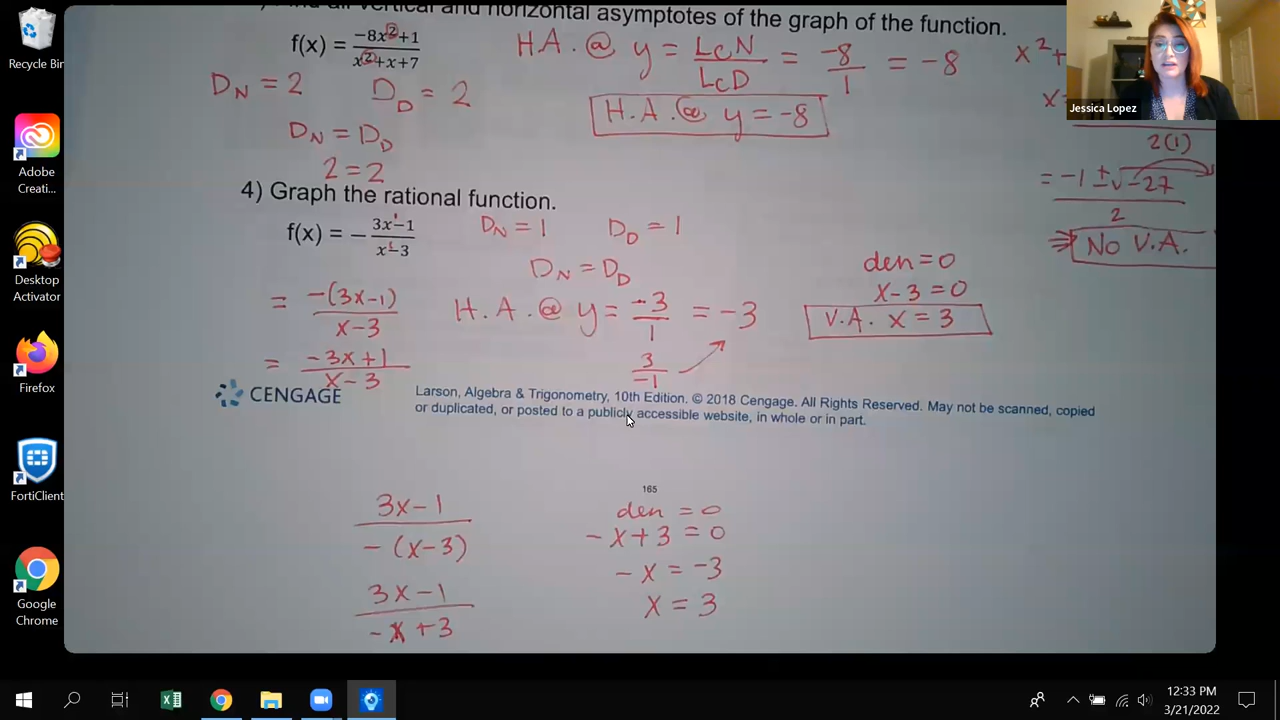 ) Find all vertical and horizontal asymptotes of the graph of the function.
f(x) = −8x²+1 / x²+x+7
D_N = 2
D_D = 2
D_N = D_D
2 = 2
H.A. @ y = LcN / LcD = -8 / 1 = -8
H.A. @ y = -8
x² +
x =
2(1)
= -1 ± √-27 / 2
⇒ No V.A.
Jessica Lopez
4) Graph the rational function.
f(x) = − 3x¹−1 / x¹−3
D_N = 1
D_D = 1
D_N = D_D
= -(3x-1) / x-3
= -3x+1 / x-3
H.A. @ y = -3 / 1 = -3
3 / -1
den = 0
x-3 = 0
V.A. x = 3
CENGAGE
Larson, Algebra & Trigonometry, 10th Edition. © 2018 Cengage. All Rights Reserved. May not be scanned, copied
or duplicated, or posted to a publicly accessible website, in whole or in part.
165
3x-1 / -(x-3)
3x-1 / -x+3
den = 0
-x+3 = 0
-x = -3
x = 3
Recycle Bin
Adobe
Creati...
Desktop
Activator
Firefox
FortiClient
Google
Chrome
12:33 PM
3/21/2022